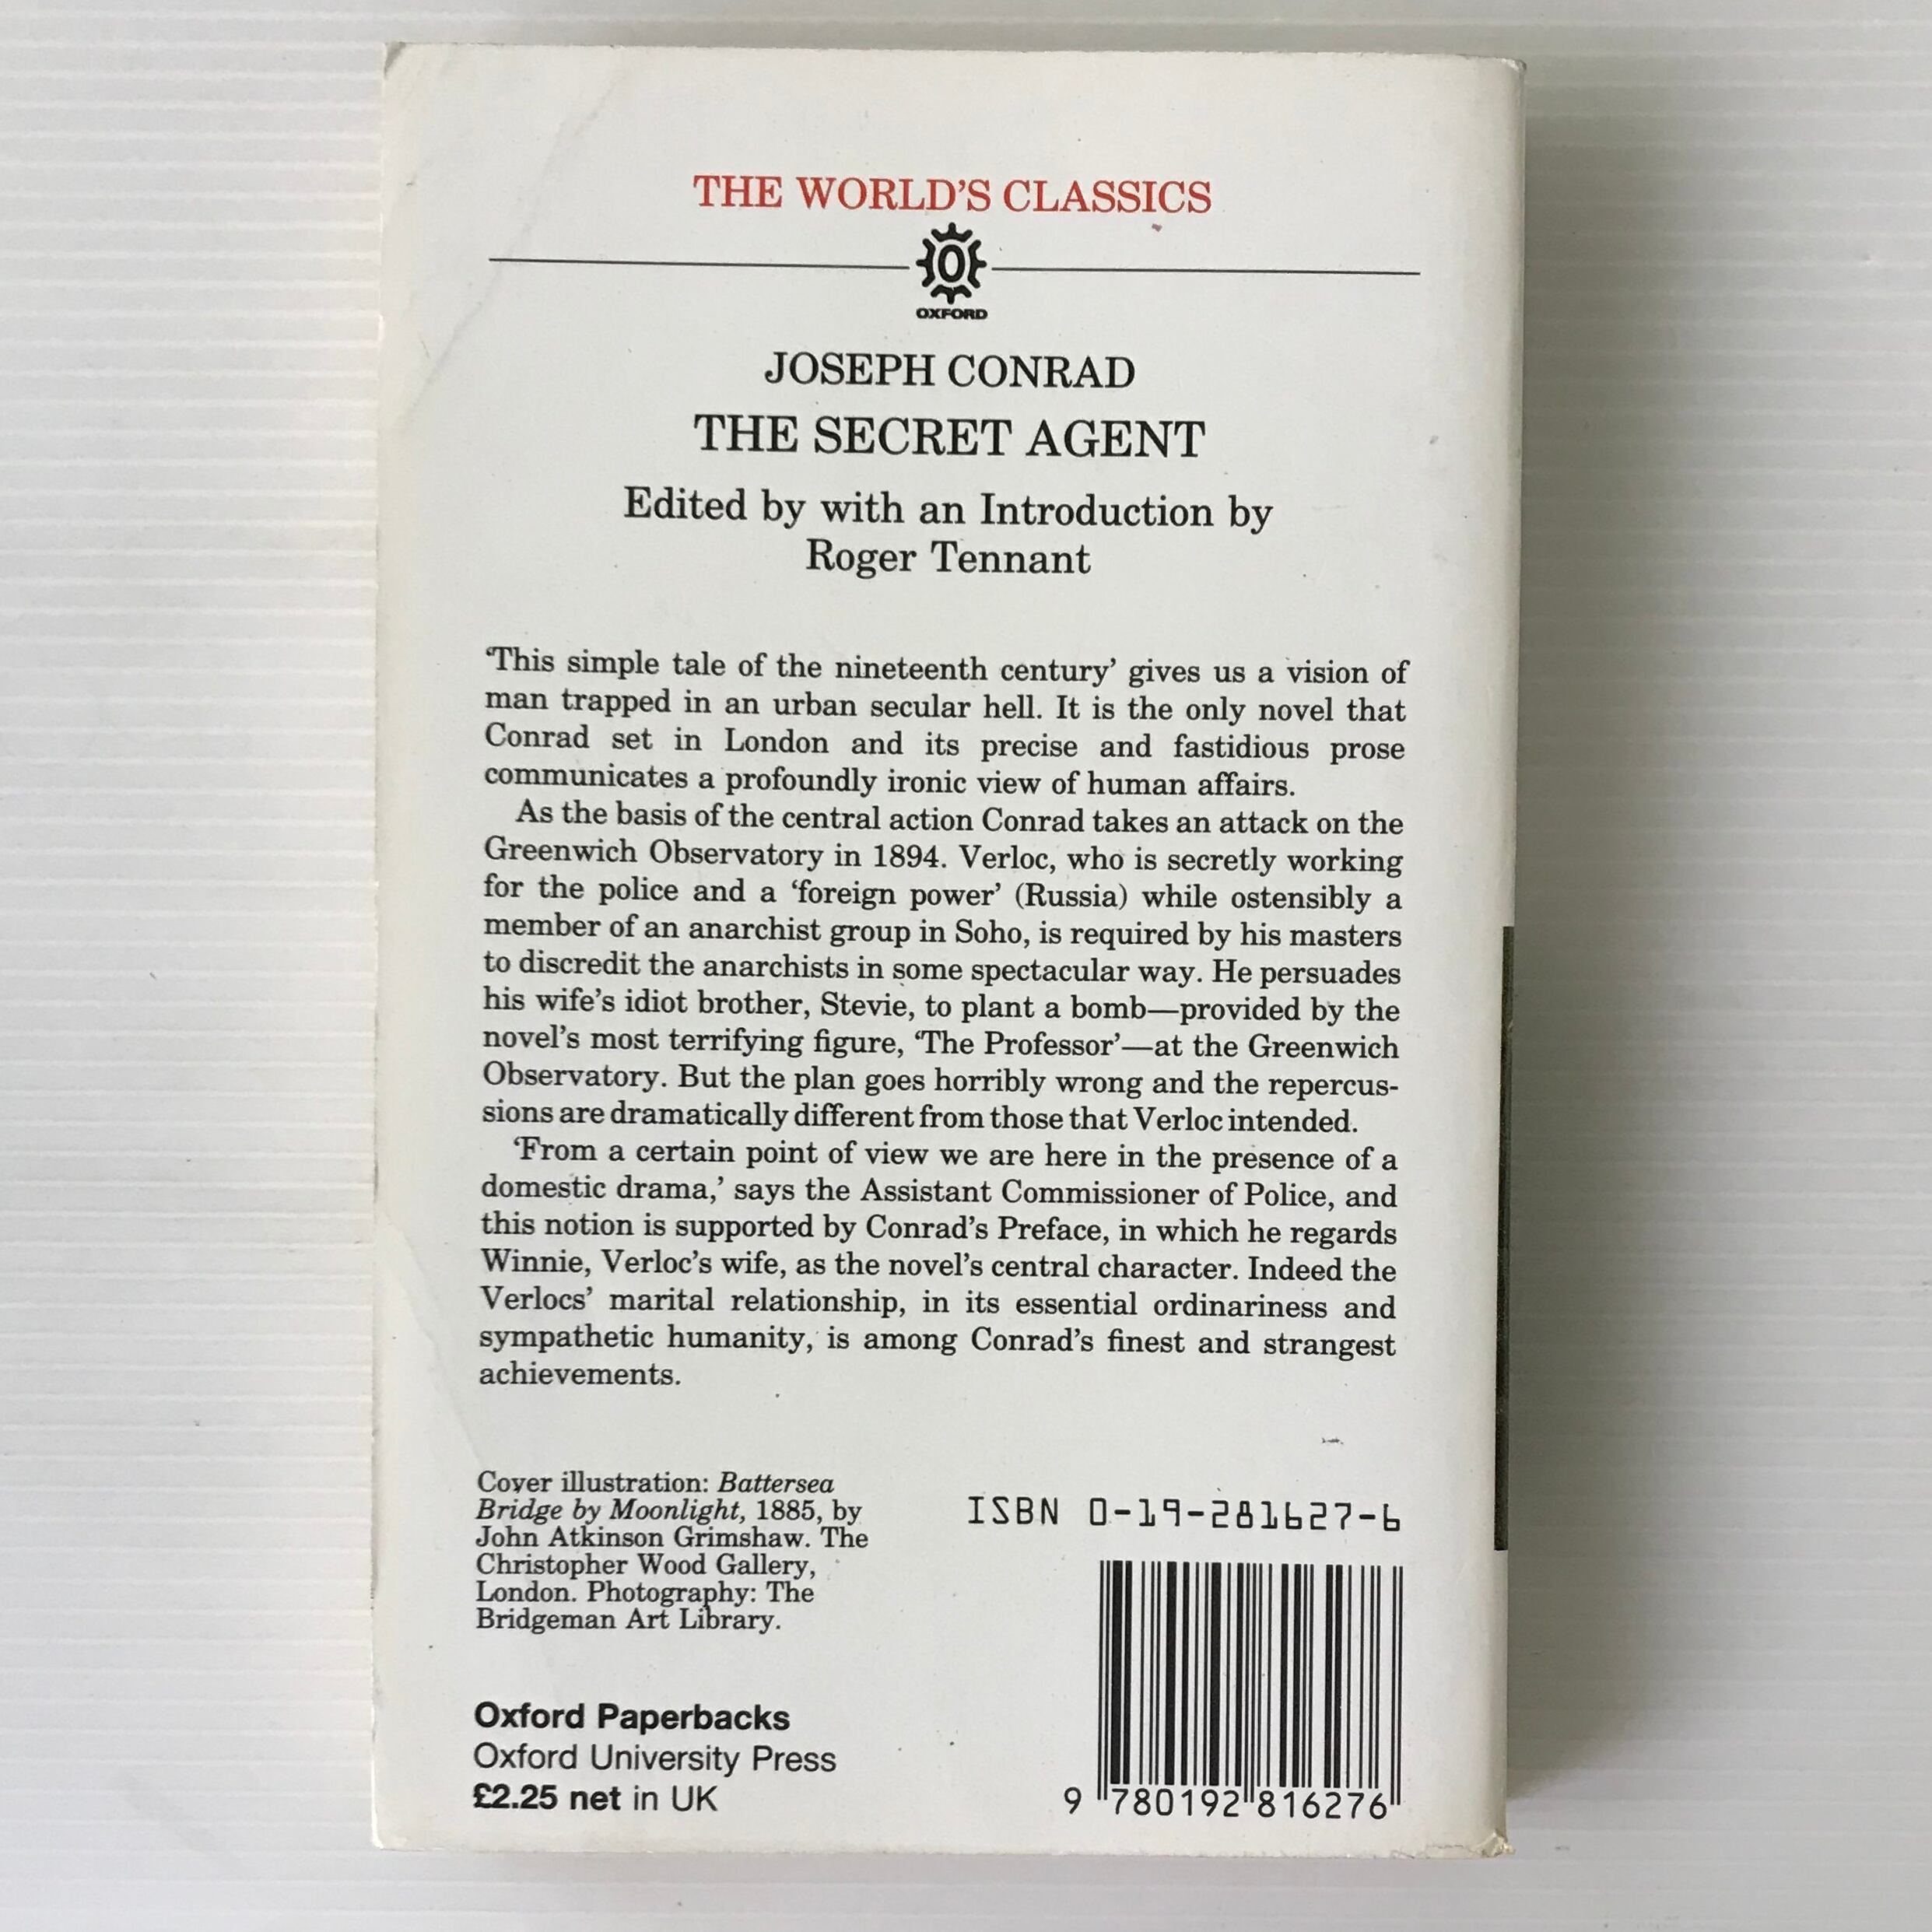 THE WORLD'S CLASSICS
OXFORD
JOSEPH CONRAD
THE SECRET AGENT
Edited by with an Introduction by
Roger Tennant
‘This simple tale of the nineteenth century’ gives us a vision of
man trapped in an urban secular hell. It is the only novel that
Conrad set in London and its precise and fastidious prose
communicates a profoundly ironic view of human affairs.
As the basis of the central action Conrad takes an attack on the
Greenwich Observatory in 1894. Verloc, who is secretly working
for the police and a ‘foreign power’ (Russia) while ostensibly a
member of an anarchist group in Soho, is required by his masters
to discredit the anarchists in some spectacular way. He persuades
his wife’s idiot brother, Stevie, to plant a bomb—provided by the
novel’s most terrifying figure, ‘The Professor’—at the Greenwich
Observatory. But the plan goes horribly wrong and the repercus-
sions are dramatically different from those that Verloc intended.
‘From a certain point of view we are here in the presence of a
domestic drama,’ says the Assistant Commissioner of Police, and
this notion is supported by Conrad’s Preface, in which he regards
Winnie, Verloc’s wife, as the novel’s central character. Indeed the
Verlocs’ marital relationship, in its essential ordinariness and
sympathetic humanity, is among Conrad’s finest and strangest
achievements.
Cover illustration: Battersea
Bridge by Moonlight, 1885, by
John Atkinson Grimshaw. The
Christopher Wood Gallery,
London. Photography: The
Bridgeman Art Library.
Oxford Paperbacks
Oxford University Press
£2.25 net in UK
ISBN 0-19-281627-6
9 780192 816276